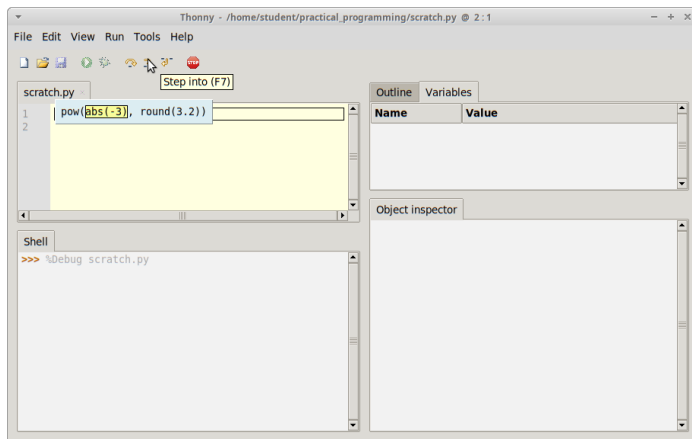 Thonny - /home/student/practical_programming/scratch.py @ 2:1
File Edit View Run Tools Help
STOP
Step into (F7)
scratch.py
1
pow(abs(-3), round(3.2))
2
Outline Variables
Name Value
Object inspector
Shell
>>> %Debug scratch.py